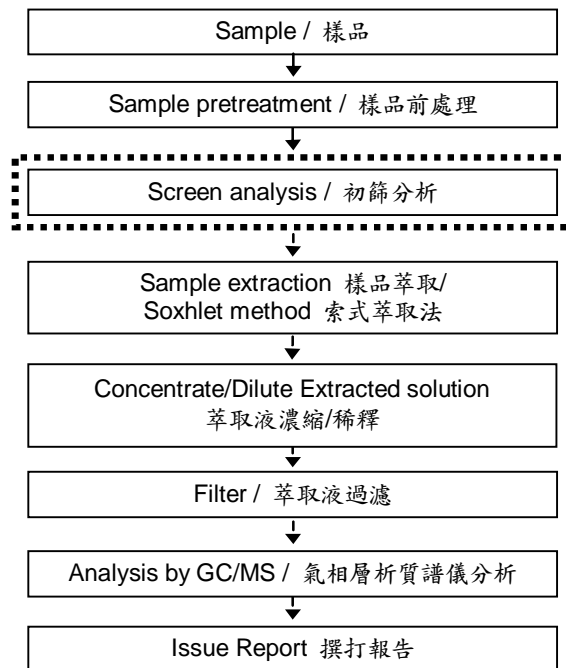 Sample / 樣品
Sample pretreatment / 樣品前處理
Screen analysis / 初篩分析
Sample extraction 樣品萃取/
Soxhlet method 索式萃取法
Concentrate/Dilute Extracted solution
萃取液濃縮/稀釋
Filter / 萃取液過濾
Analysis by GC/MS / 氣相層析質譜儀分析
Issue Report 撰打報告